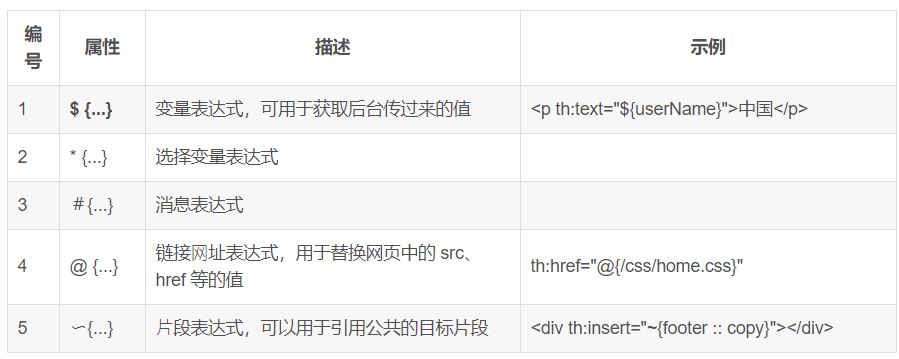 编号 属性 描述 示例
1 $ {...} 变量表达式，可用于获取后台传过来的值 <p th:text="${userName}">中国</p>
2 * {...} 选择变量表达式
3 ＃{...} 消息表达式
4 @ {...} 链接网址表达式，用于替换网页中的 src、
href 等的值 th:href="@{/css/home.css}"
5 〜{...} 片段表达式，可以用于引用公共的目标片段 <div th:insert="~{footer :: copy}"></div>